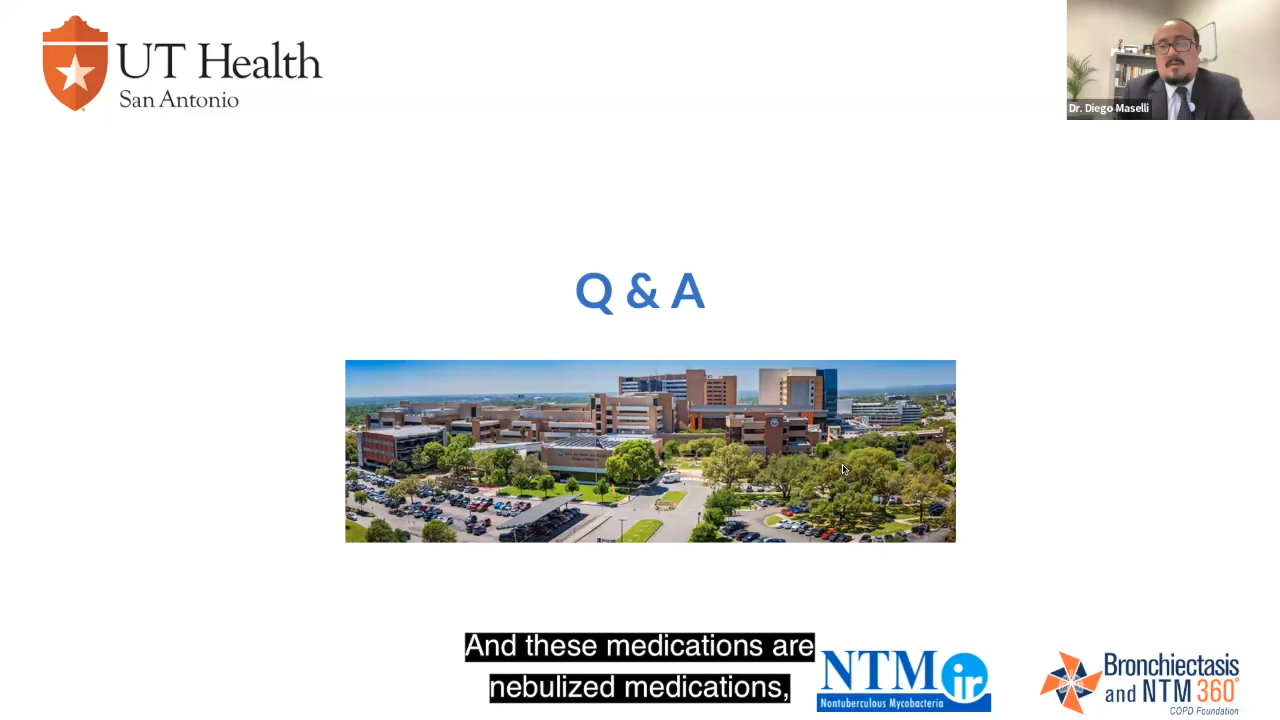 UT Health
San Antonio
Dr. Diego Maselli
Q & A
And these medications are
nebulized medications,
NTMir
Nontuberculous Mycobacteria
Bronchiectasis
and NTM 360°
COPD Foundation